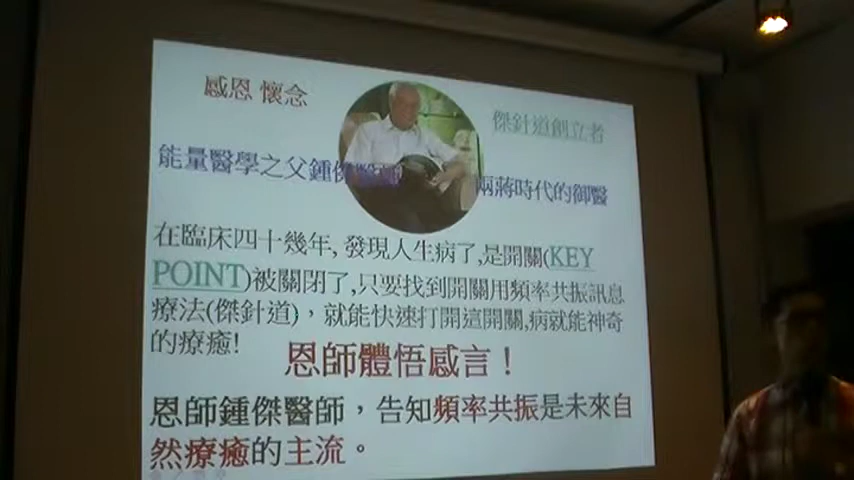 感恩 懷念
傑針道創立者
能量醫學之父鍾傑醫師
兩蔣時代的御醫
在臨床四十幾年, 發現人生病了,是開關(KEY
POINT)被關閉了,只要找到開關用頻率共振訊息
療法(傑針道)，就能快速打開這開關,病就能神奇
的療癒!
恩師體悟感言！
恩師鍾傑醫師，告知頻率共振是未來自
然療癒的主流。